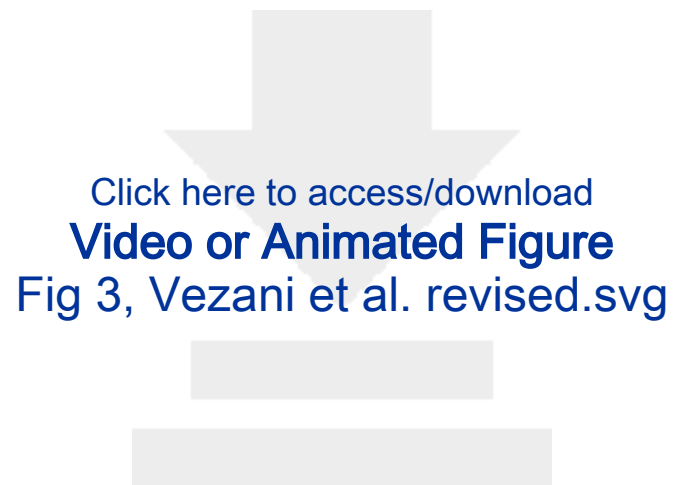 Click here to access/download
Video or Animated Figure
Fig 3, Vezani et al. revised.svg